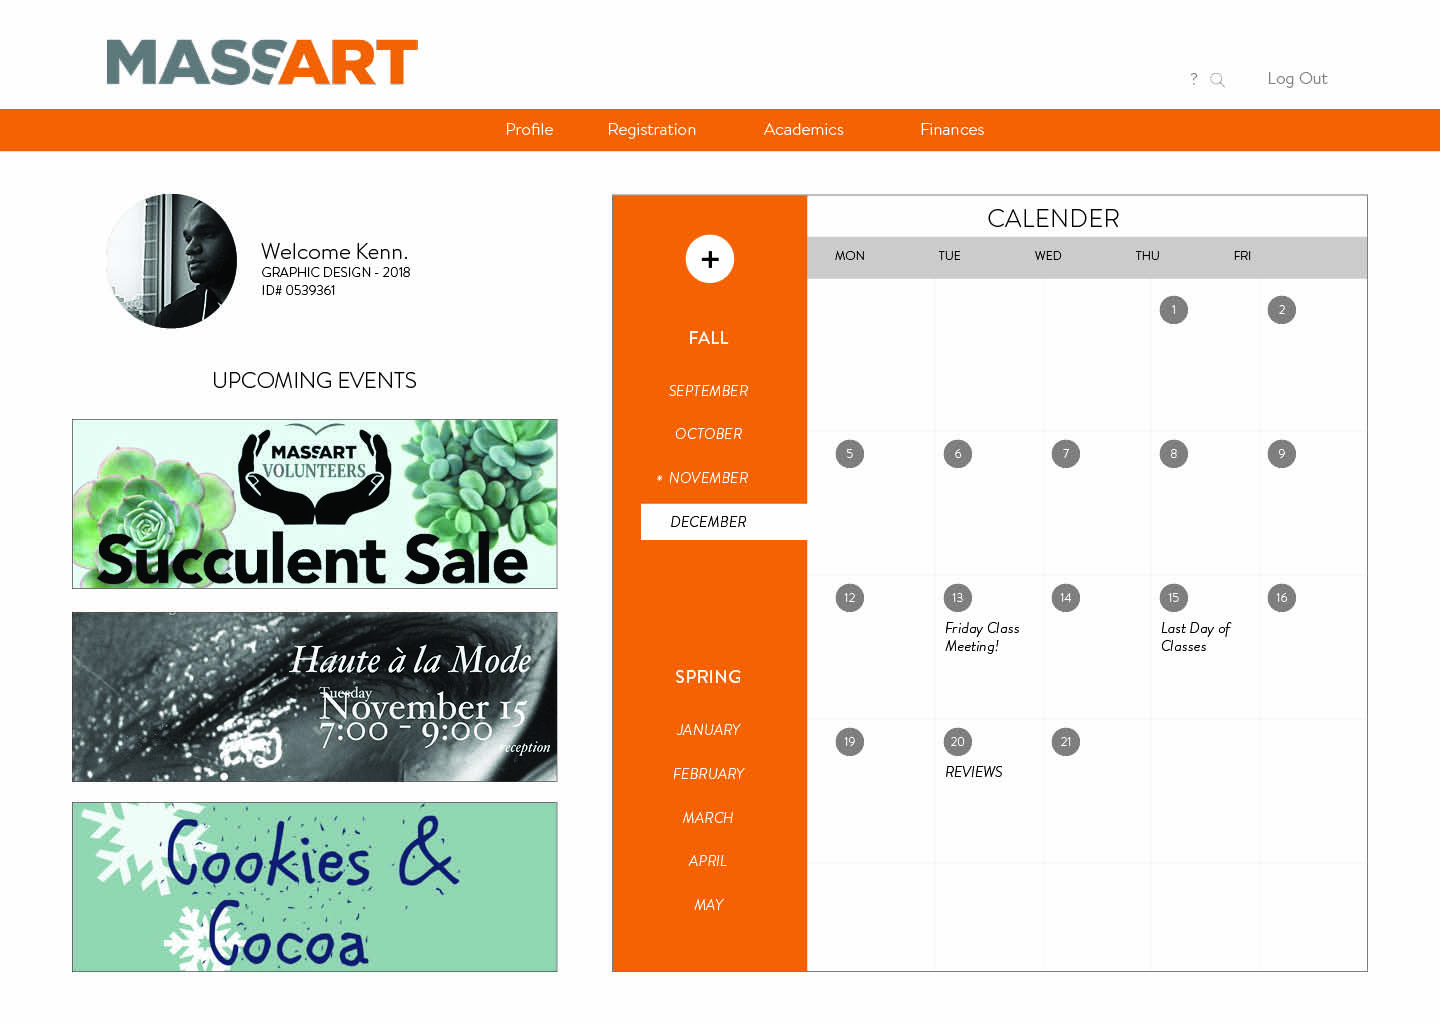 MASSART
? Log Out
Profile Registration Academics Finances
Welcome Kenn.
GRAPHIC DESIGN - 2018
ID# 0539361
UPCOMING EVENTS
MASSART
VOLUNTEERS
Succulent Sale
Haute à la Mode
Tuesday
November 15
7:00 - 9:00
reception
Cookies &
Cocoa
+
FALL
SEPTEMBER
OCTOBER
* NOVEMBER
DECEMBER
SPRING
JANUARY
FEBRUARY
MARCH
APRIL
MAY
CALENDER
MON TUE WED THU FRI
1 2
5 6 7 8 9
12 13 14 15 16
Friday Class
Meeting!
Last Day of
Classes
19 20 21
REVIEWS